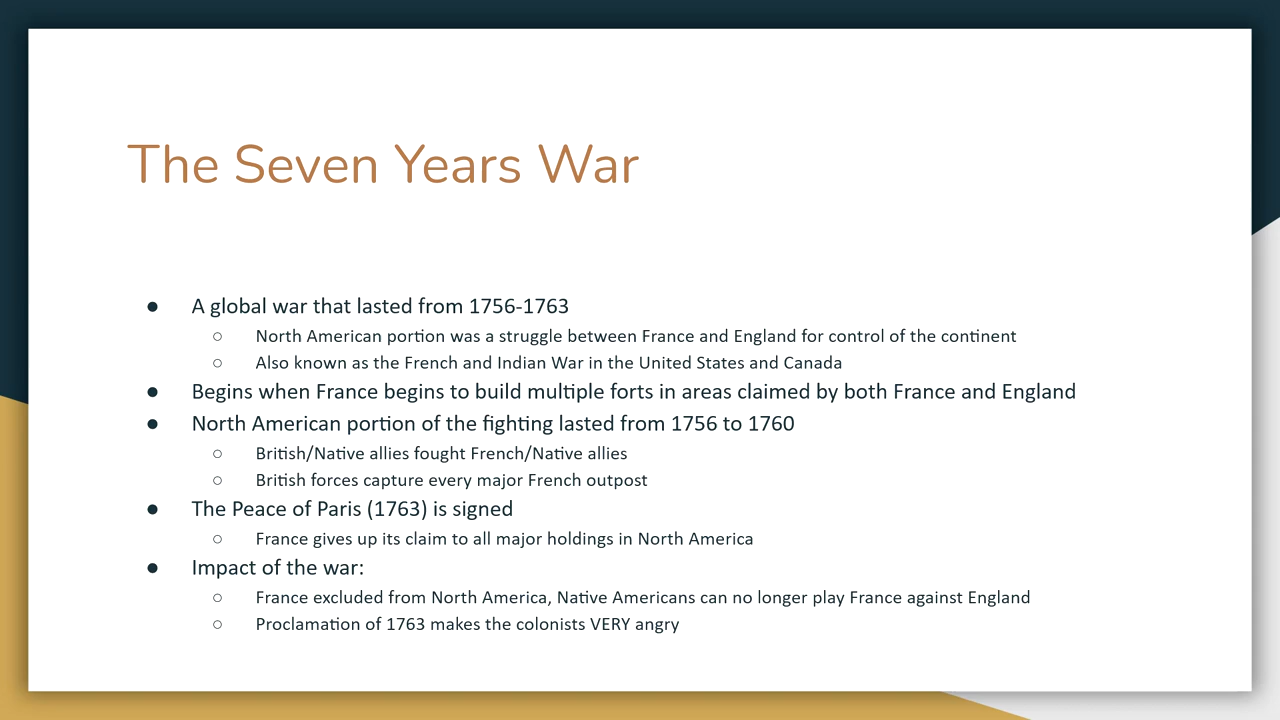 The Seven Years War
● A global war that lasted from 1756-1763
○ North American portion was a struggle between France and England for control of the continent
○ Also known as the French and Indian War in the United States and Canada
● Begins when France begins to build multiple forts in areas claimed by both France and England
● North American portion of the fighting lasted from 1756 to 1760
○ British/Native allies fought French/Native allies
○ British forces capture every major French outpost
● The Peace of Paris (1763) is signed
○ France gives up its claim to all major holdings in North America
● Impact of the war:
○ France excluded from North America, Native Americans can no longer play France against England
○ Proclamation of 1763 makes the colonists VERY angry